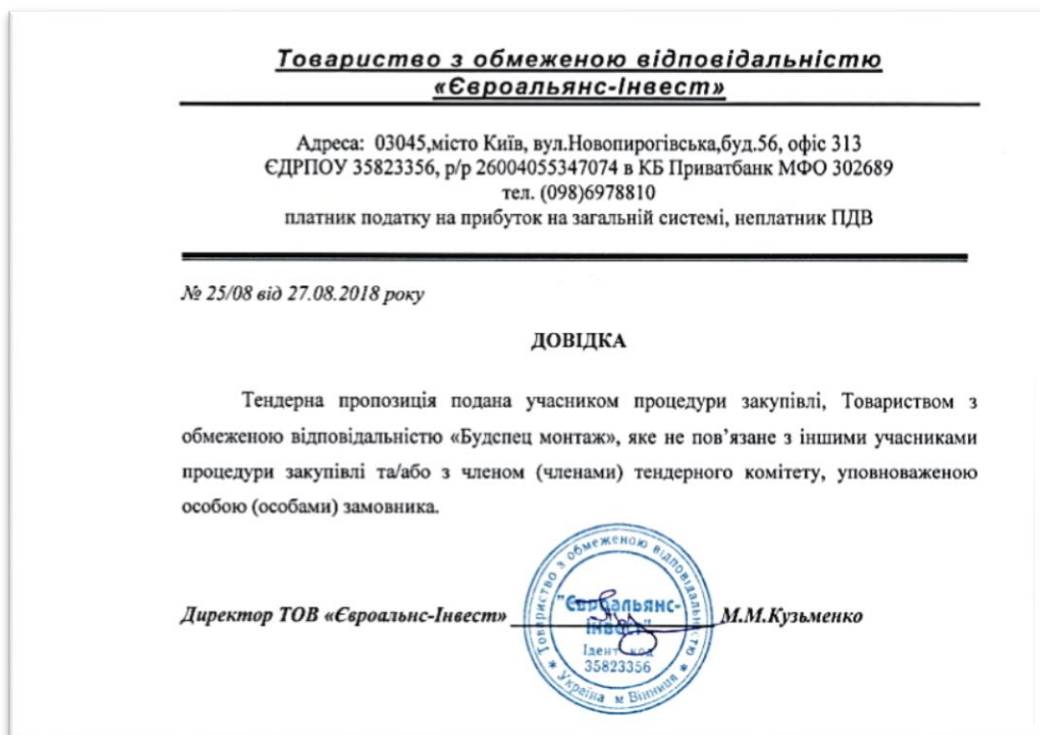 Товариство з обмеженою відповідальністю
«Євроальянс-Інвест»
Адреса: 03045,місто Київ, вул.Новопирогівська,буд.56, офіс 313
ЄДРПОУ 35823356, р/р 26004055347074 в КБ Приватбанк МФО 302689
тел. (098)6978810
платник податку на прибуток на загальній системі, неплатник ПДВ
№ 25/08 від 27.08.2018 року
ДОВІДКА
Тендерна пропозиція подана учасником процедури закупівлі, Товариством з
обмеженою відповідальністю «Будспец монтаж», яке не пов’язане з іншими учасниками
процедури закупівлі та/або з членом (членами) тендерного комітету, уповноваженою
особою (особами) замовника.
Директор ТОВ «Євроальнс-Інвест» М.М.Кузьменко
Товариство з обмеженою відповідальністю
"Євроальянс-
Інвест"
Ідент код
35823356
* Україна м Вінниця *